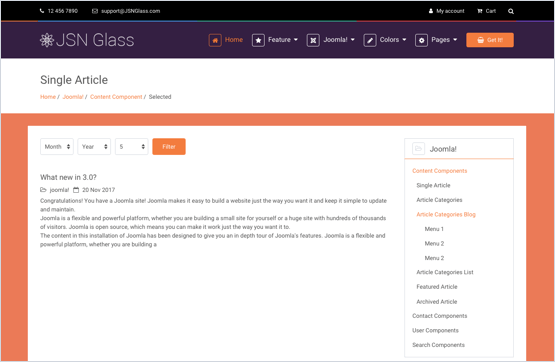 12 456 7890 support@JSNGlass.com My account Cart
JSN Glass Home Feature Joomla! Colors Pages Get It!
Single Article
Home / Joomla! / Content Component / Selected
Month Year 5 Filter
What new in 3.0?
joomla! 20 Nov 2017
Congratulations! You have a Joomla site! Joomla makes it easy to build a website just the way you want it and keep it simple to update
and maintain.
Joomla is a flexible and powerful platform, whether you are building a small site for yourself or a huge site with hundreds of thousands
of visitors. Joomla is open source, which means you can make it work just the way you want it to.
The content in this installation of Joomla has been designed to give you an in depth tour of Joomla's features. Joomla is a flexible and
powerful platform, whether you are building a
Joomla!
Content Components
Single Article
Article Categories
Article Categories Blog
Menu 1
Menu 2
Menu 2
Article Categories List
Featured Article
Archived Article
Contact Components
User Components
Search Components